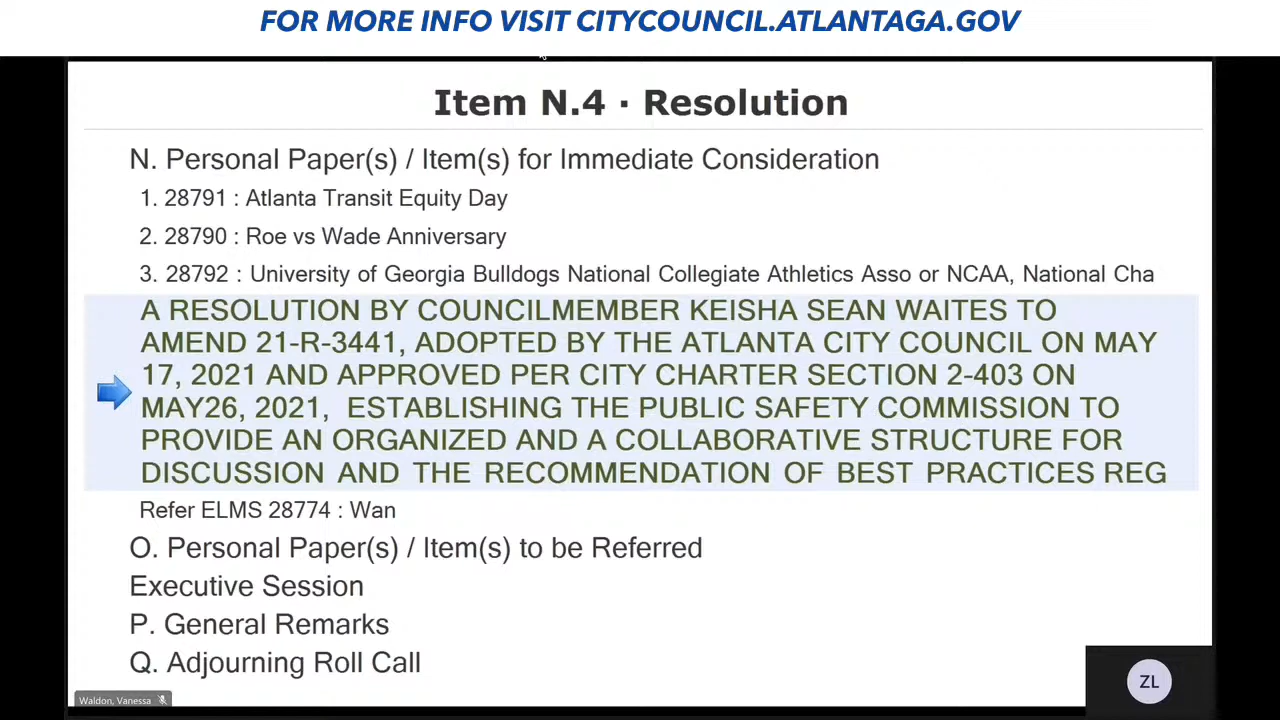 FOR MORE INFO VISIT CITYCOUNCIL.ATLANTAGA.GOV
Item N.4 · Resolution
N. Personal Paper(s) / Item(s) for Immediate Consideration
1. 28791 : Atlanta Transit Equity Day
2. 28790 : Roe vs Wade Anniversary
3. 28792 : University of Georgia Bulldogs National Collegiate Athletics Asso or NCAA, National Cha
A RESOLUTION BY COUNCILMEMBER KEISHA SEAN WAITES TO
AMEND 21-R-3441, ADOPTED BY THE ATLANTA CITY COUNCIL ON MAY
17, 2021 AND APPROVED PER CITY CHARTER SECTION 2-403 ON
MAY26, 2021, ESTABLISHING THE PUBLIC SAFETY COMMISSION TO
PROVIDE AN ORGANIZED AND A COLLABORATIVE STRUCTURE FOR
DISCUSSION AND THE RECOMMENDATION OF BEST PRACTICES REG
Refer ELMS 28774 : Wan
O. Personal Paper(s) / Item(s) to be Referred
Executive Session
P. General Remarks
Q. Adjourning Roll Call
Waldon, Vanessa
ZL